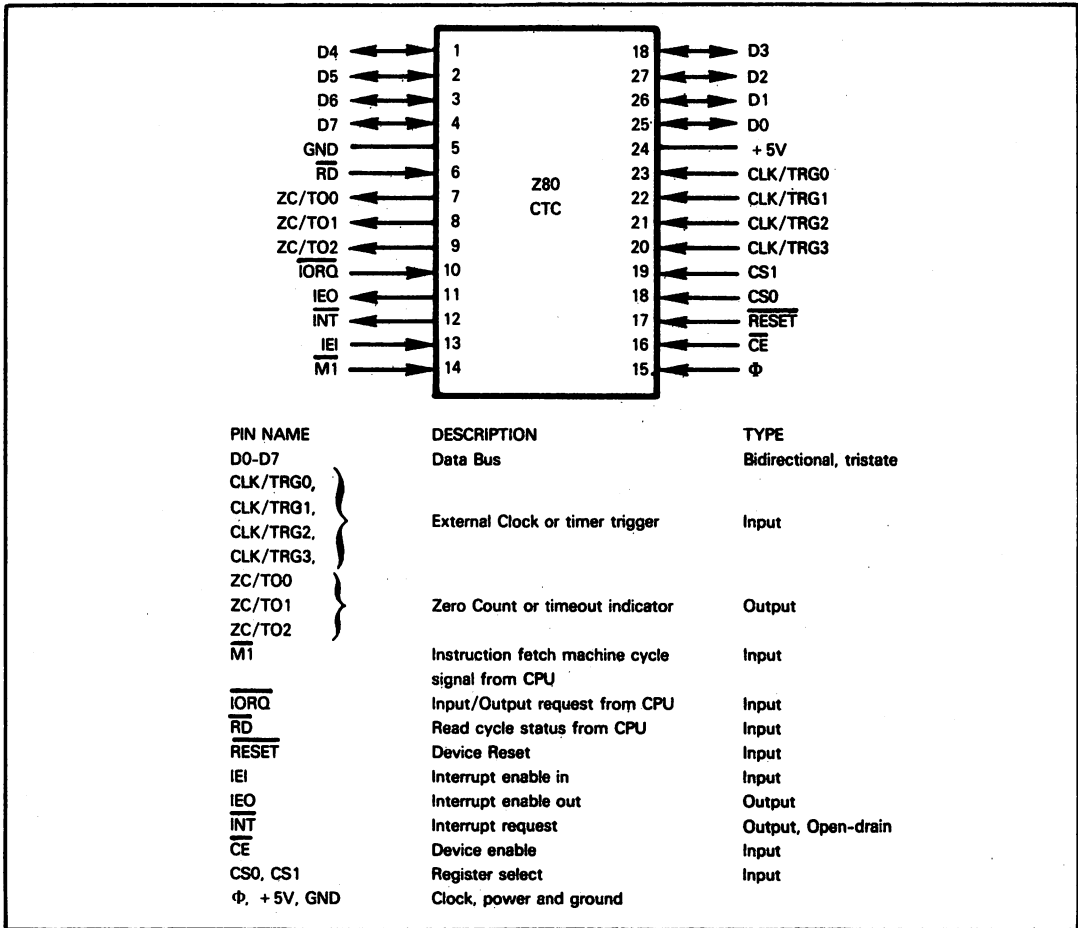 D4 1 18 D3
D5 2 27 D2
D6 3 26 D1
D7 4 25 D0
GND 5 24 +5V
RD 6 23 CLK/TRG0
ZC/TO0 7 Z80 22 CLK/TRG1
ZC/TO1 8 CTC 21 CLK/TRG2
ZC/TO2 9 20 CLK/TRG3
IORQ 10 19 CS1
IEO 11 18 CS0
INT 12 17 RESET
IEI 13 16 CE
M1 14 15 Φ
PIN NAME DESCRIPTION TYPE
D0-D7 Data Bus Bidirectional, tristate
CLK/TRG0,
CLK/TRG1,
CLK/TRG2,
CLK/TRG3,
External Clock or timer trigger Input
ZC/TO0
ZC/TO1 Zero Count or timeout indicator Output
ZC/TO2
M1 Instruction fetch machine cycle Input
signal from CPU
IORQ Input/Output request from CPU Input
RD Read cycle status from CPU Input
RESET Device Reset Input
IEI Interrupt enable in Input
IEO Interrupt enable out Output
INT Interrupt request Output, Open-drain
CE Device enable Input
CS0, CS1 Register select Input
Φ, +5V, GND Clock, power and ground